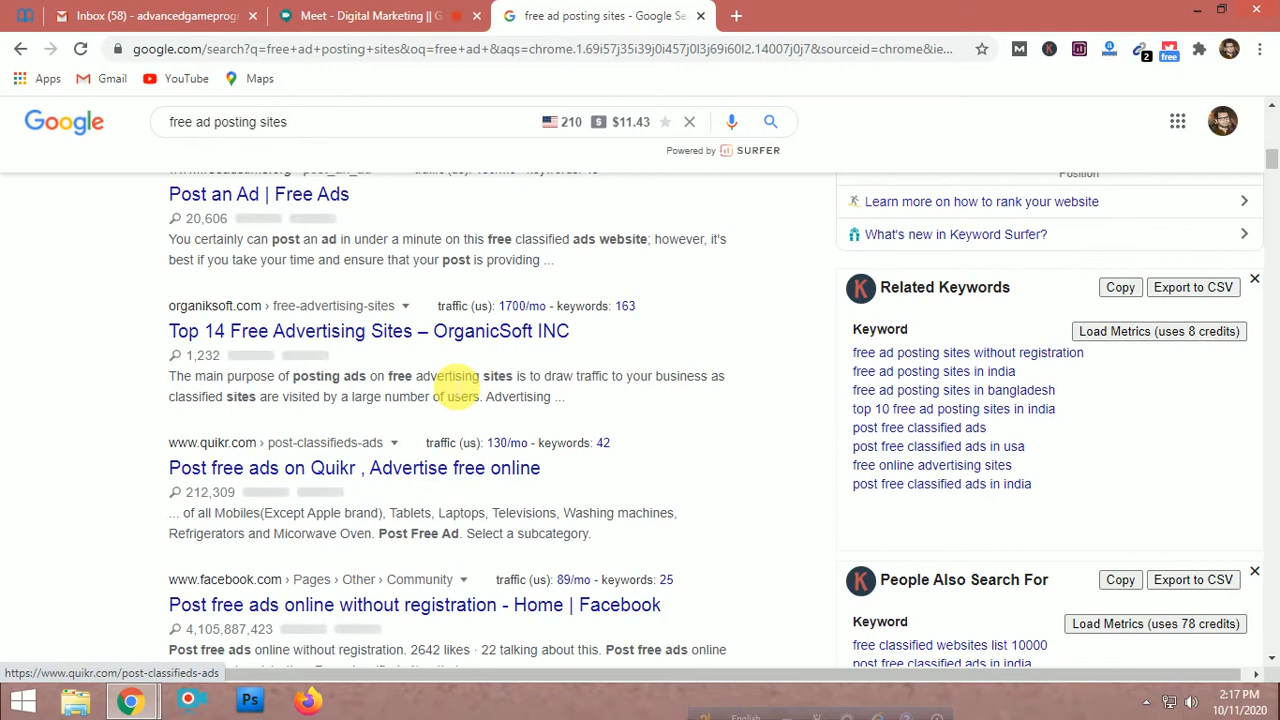 Inbox (58) - advancedgameprog
Meet - Digital Marketing || G
free ad posting sites - Google Se
google.com/search?q=free+ad+posting+sites&oq=free+ad+&aqs=chrome.1.69i57j35i39j0i457j0l3j69i60l2.14007j0j7&sourceid=chrome&ie...
2
free
Apps
Gmail
YouTube
Maps
Google
free ad posting sites
210
$11.43
Powered by SURFER
Position
Post an Ad | Free Ads
20,606
You certainly can post an ad in under a minute on this free classified ads website; however, it's
best if you take your time and ensure that your post is providing ...
organiksoft.com › free-advertising-sites
traffic (us): 1700/mo - keywords: 163
Top 14 Free Advertising Sites – OrganicSoft INC
1,232
The main purpose of posting ads on free advertising sites is to draw traffic to your business as
classified sites are visited by a large number of users. Advertising ...
www.quikr.com › post-classifieds-ads
traffic (us): 130/mo - keywords: 42
Post free ads on Quikr , Advertise free online
212,309
... of all Mobiles(Except Apple brand), Tablets, Laptops, Televisions, Washing machines,
Refrigerators and Micorwave Oven. Post Free Ad. Select a subcategory.
www.facebook.com › Pages › Other › Community
traffic (us): 89/mo - keywords: 25
Post free ads online without registration - Home | Facebook
4,105,887,423
Post free ads online without registration. 2642 likes · 22 talking about this. Post free ads online
Learn more on how to rank your website
What's new in Keyword Surfer?
K
Related Keywords
Copy
Export to CSV
Keyword
Load Metrics (uses 8 credits)
free ad posting sites without registration
free ad posting sites in india
free ad posting sites in bangladesh
top 10 free ad posting sites in india
post free classified ads
post free classified ads in usa
free online advertising sites
post free classified ads in india
K
People Also Search For
Copy
Export to CSV
Keyword
Load Metrics (uses 78 credits)
free classified websites list 10000
post free classified ads in india
https://www.quikr.com/post-classifieds-ads
Ps
English
2:17 PM
10/11/2020